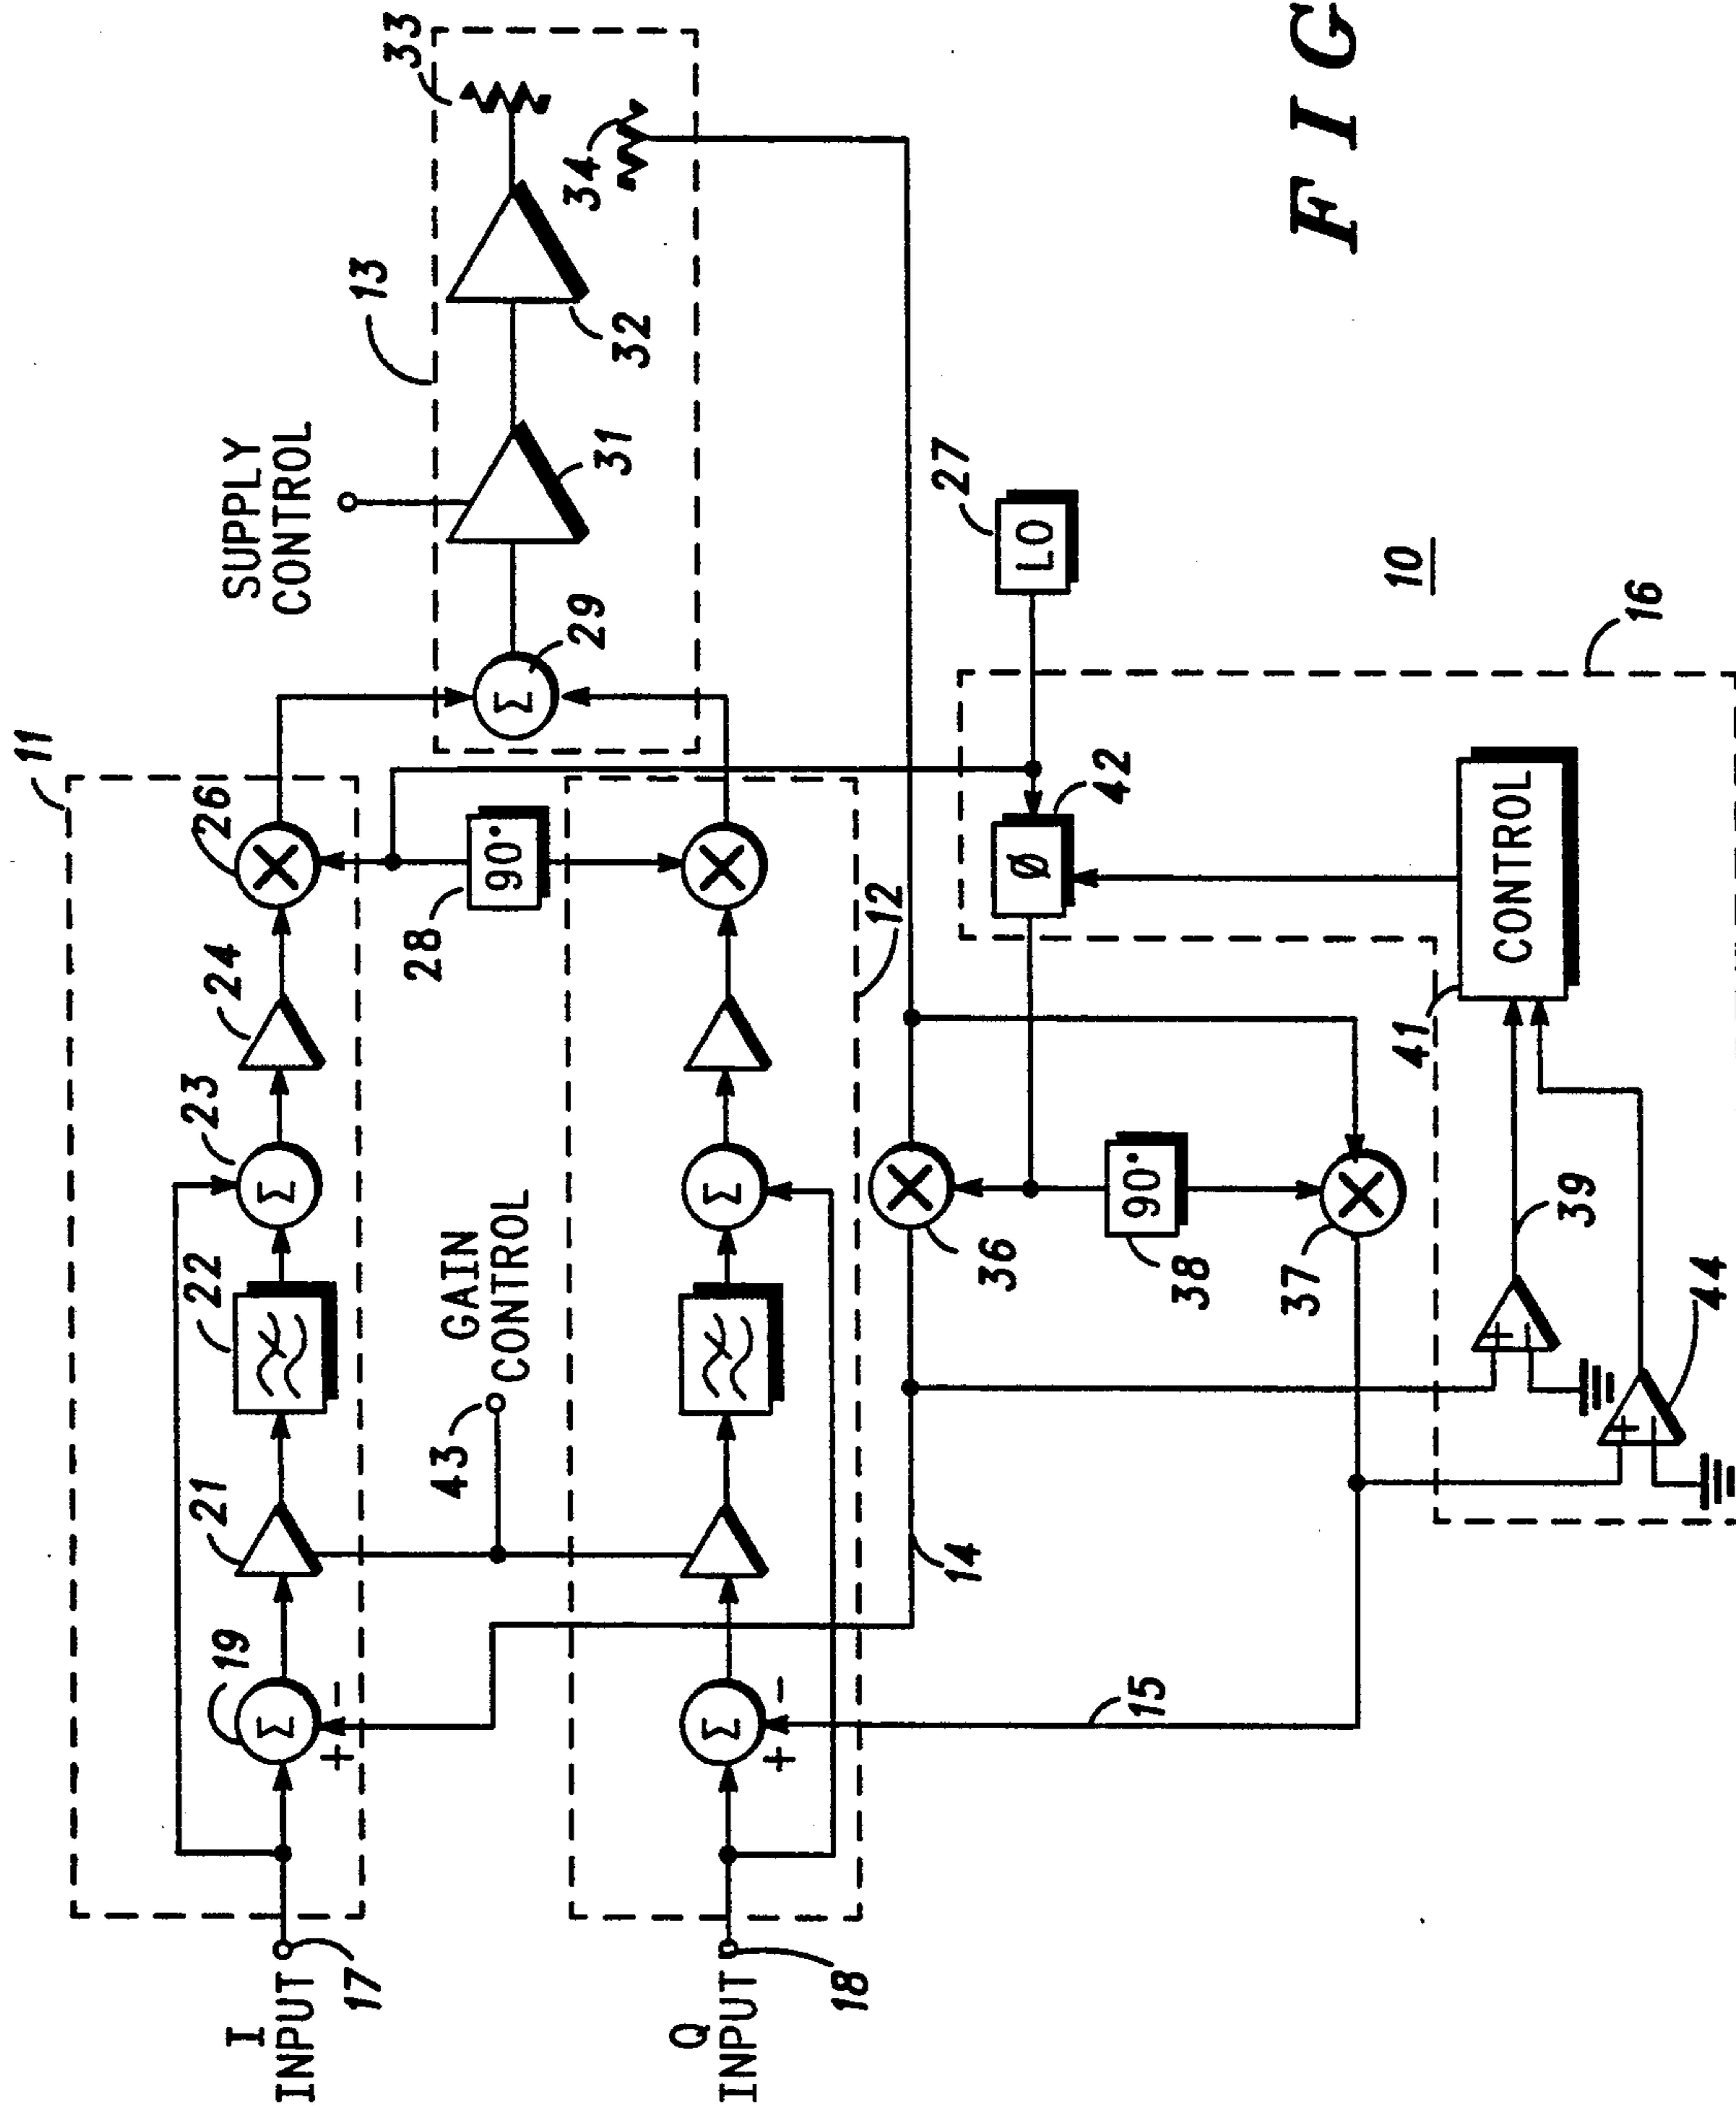 11
I
INPUT
17
19
+
-
21
22
23
24
26
Σ
Σ
43
GAIN
CONTROL
28
90°
SUPPLY
CONTROL
13
33
Σ
29
31
32
34
Q
INPUT
18
+
-
Σ
Σ
12
14
36
27
LO
Ø
42
15
90°
38
37
10
16
39
41
CONTROL
+
-
44
+
-
FIG